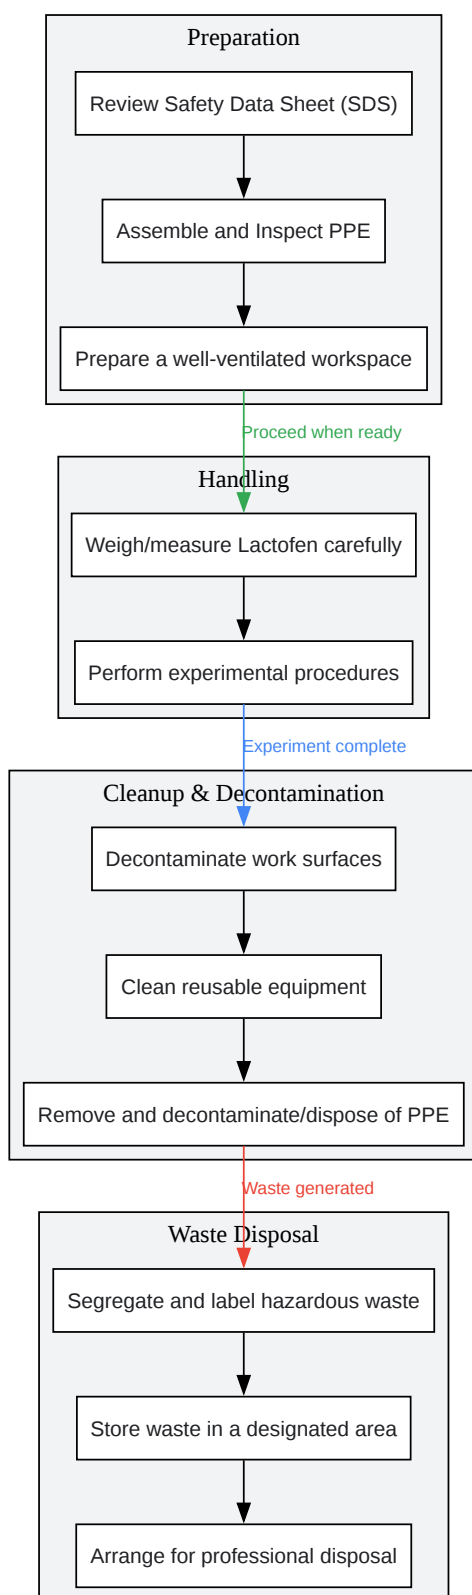 Preparation
Review Safety Data Sheet (SDS)
Assemble and Inspect PPE
Prepare a well-ventilated workspace
Proceed when ready
Handling
Weigh/measure Lactofen carefully
Perform experimental procedures
Experiment complete
Cleanup & Decontamination
Decontaminate work surfaces
Clean reusable equipment
Remove and decontaminate/dispose of PPE
Waste generated
Waste Disposal
Segregate and label hazardous waste
Store waste in a designated area
Arrange for professional disposal